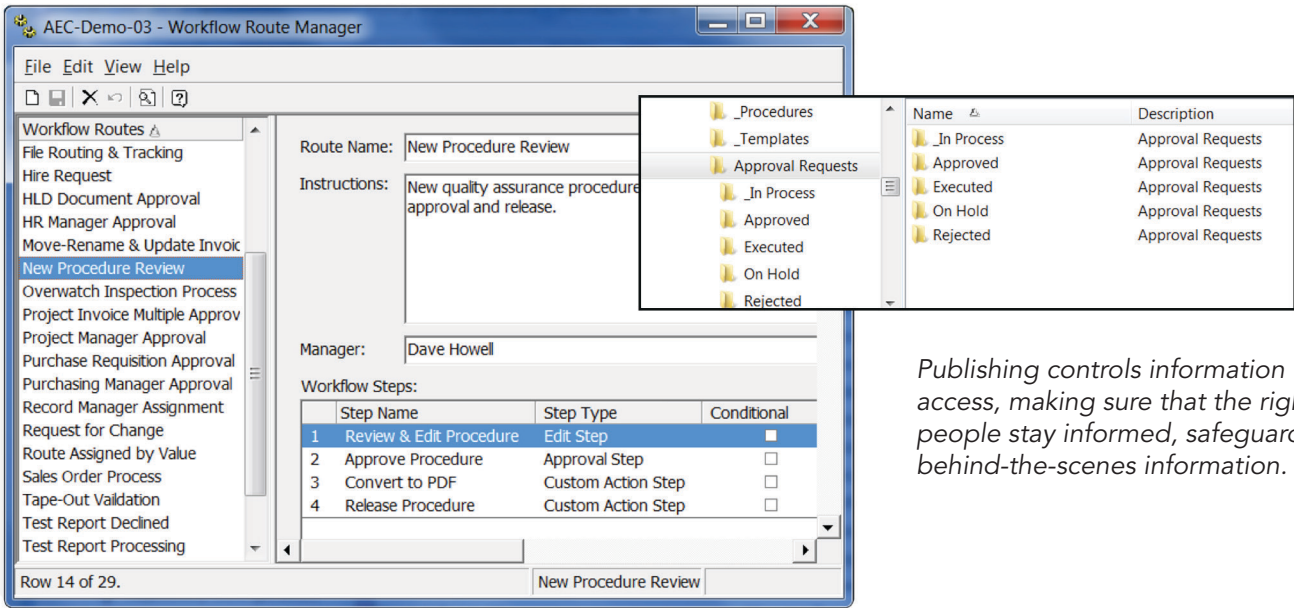 AEC-Demo-03 - Workflow Route Manager
File Edit View Help
Workflow Routes
File Routing & Tracking
Hire Request
HLD Document Approval
HR Manager Approval
Move-Rename & Update Invoic
New Procedure Review
Overwatch Inspection Process
Project Invoice Multiple Approv
Project Manager Approval
Purchase Requisition Approval
Purchasing Manager Approval
Record Manager Assignment
Request for Change
Route Assigned by Value
Sales Order Process
Tape-Out Vaildation
Test Report Declined
Test Report Processing
Route Name: New Procedure Review
Instructions: New quality assurance procedure
approval and release.
Manager: Dave Howell
Workflow Steps:
Step Name Step Type Conditional
1 Review & Edit Procedure Edit Step
2 Approve Procedure Approval Step
3 Convert to PDF Custom Action Step
4 Release Procedure Custom Action Step
Row 14 of 29. New Procedure Review
_Procedures
_Templates
Approval Requests
_In Process
Approved
Executed
On Hold
Rejected
Name Description
_In Process Approval Requests
Approved Approval Requests
Executed Approval Requests
On Hold Approval Requests
Rejected Approval Requests
Publishing controls information
access, making sure that the righ
people stay informed, safeguard
behind-the-scenes information.